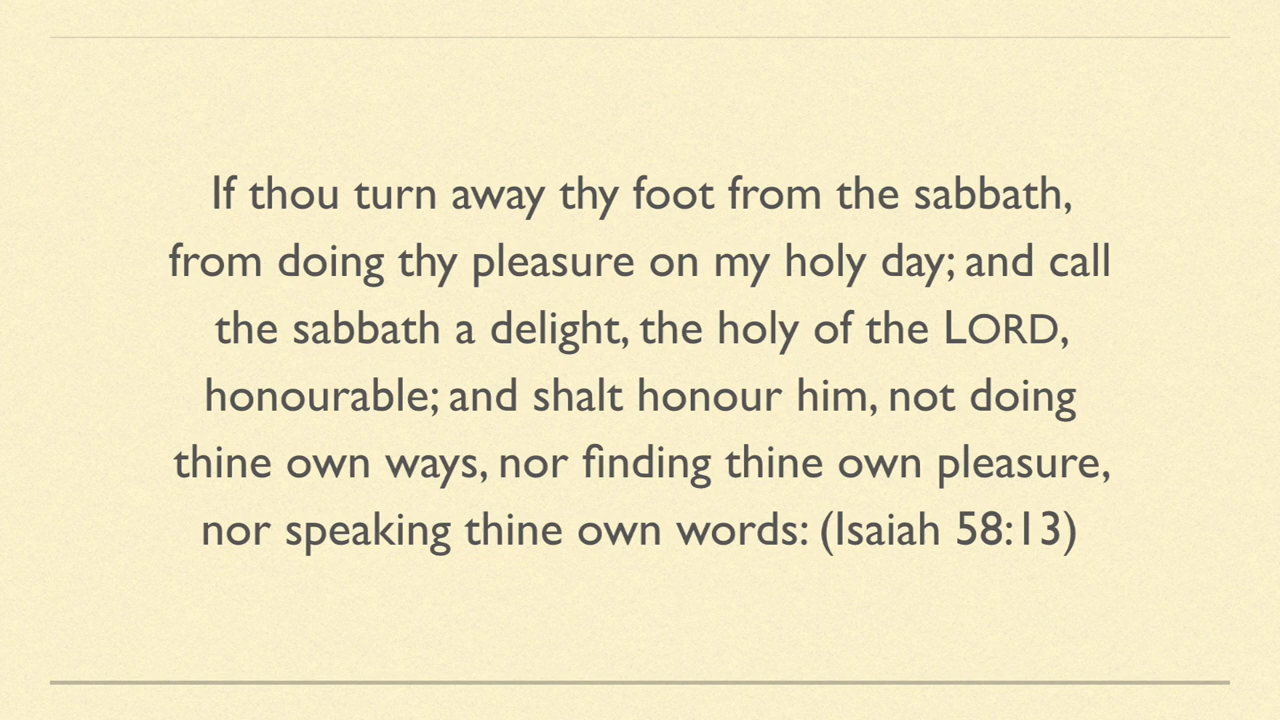 If thou turn away thy foot from the sabbath,
from doing thy pleasure on my holy day; and call
the sabbath a delight, the holy of the LORD,
honourable; and shalt honour him, not doing
thine own ways, nor finding thine own pleasure,
nor speaking thine own words: (Isaiah 58:13)